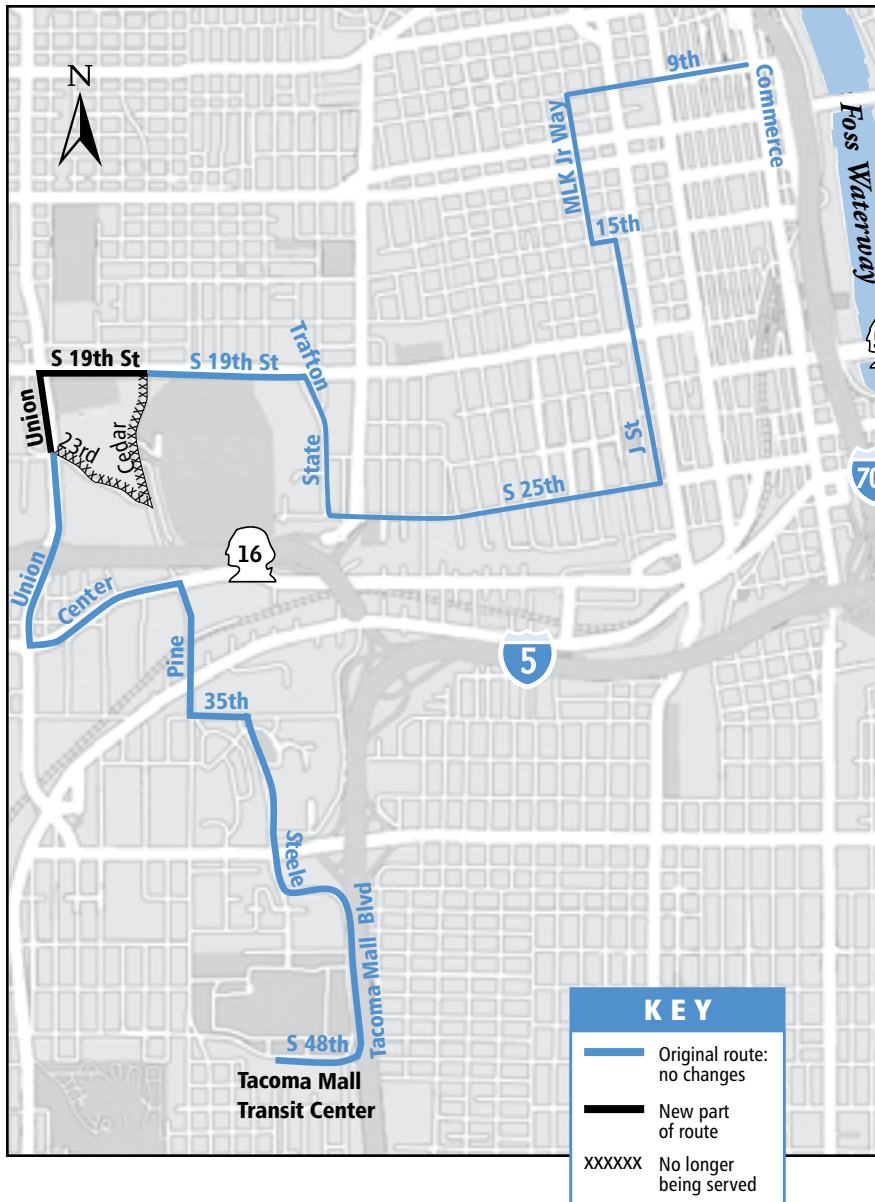 N
9th
Commerce
MLK Jr Way
Foss Waterway
15th
S 19th St
S 19th St
Trafton
Union
23rd
Cedar
State
J St
S 25th
70
16
Union
Center
Pine
5
35th
Steele
Tacoma Mall Blvd
S 48th
Tacoma Mall
Transit Center
KEY
Original route:
no changes
New part
of route
XXXXXX No longer
being served